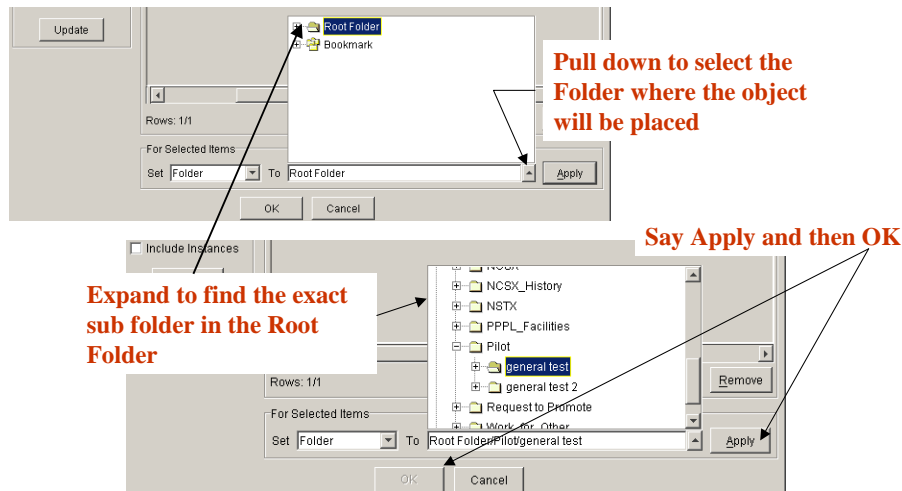 Update
Root Folder
Bookmark
Pull down to select the
Folder where the object
will be placed
Rows: 1/1
For Selected Items
Set Folder To Root Folder Apply
OK Cancel
Say Apply and then OK
Include Instances
Expand to find the exact
sub folder in the Root
Folder
NCSX
NCSX_History
NSTX
PPPL_Facilities
Pilot
general test
general test 2
Request to Promote
Work_for_Other
Rows: 1/1
Remove
For Selected Items
Set Folder To Root Folder/Pilot/general test Apply
OK Cancel